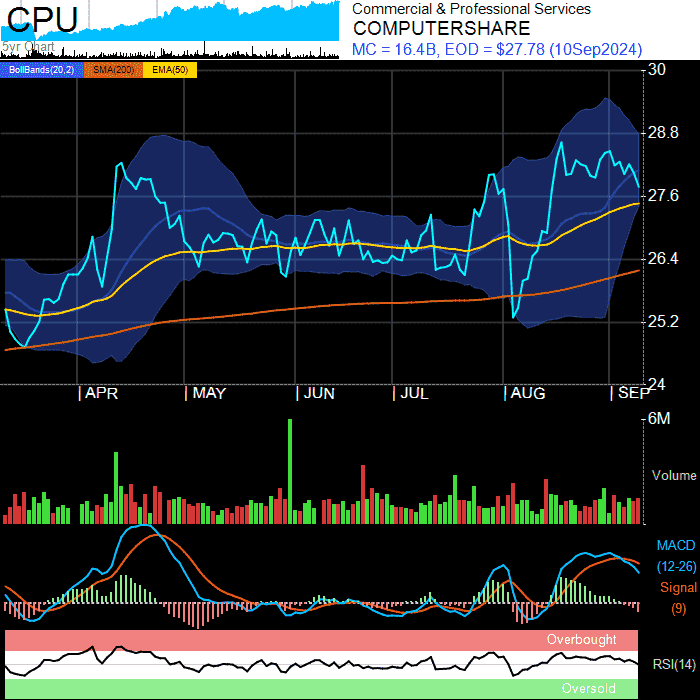 CPU
5yr Chart
Commercial & Professional Services
COMPUTERSHARE
MC = 16.4B, EOD = $27.78 (10Sep2024)
BollBands(20,2) SMA(200) EMA(50)
30
28.8
27.6
26.4
25.2
24
| APR | MAY | JUN | JUL | AUG | SEP
6M
Volume
MACD
(12-26)
Signal
(9)
Overbought
RSI(14)
Oversold